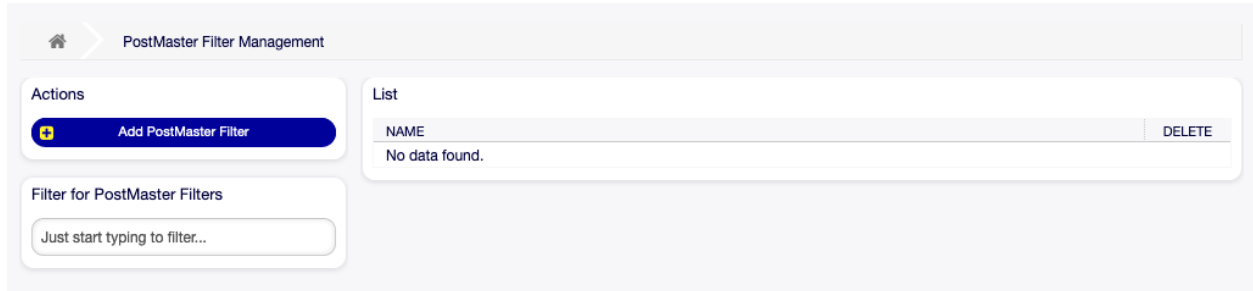 PostMaster Filter Management
Actions
Add PostMaster Filter
Filter for PostMaster Filters
Just start typing to filter...
List
NAME DELETE
No data found.